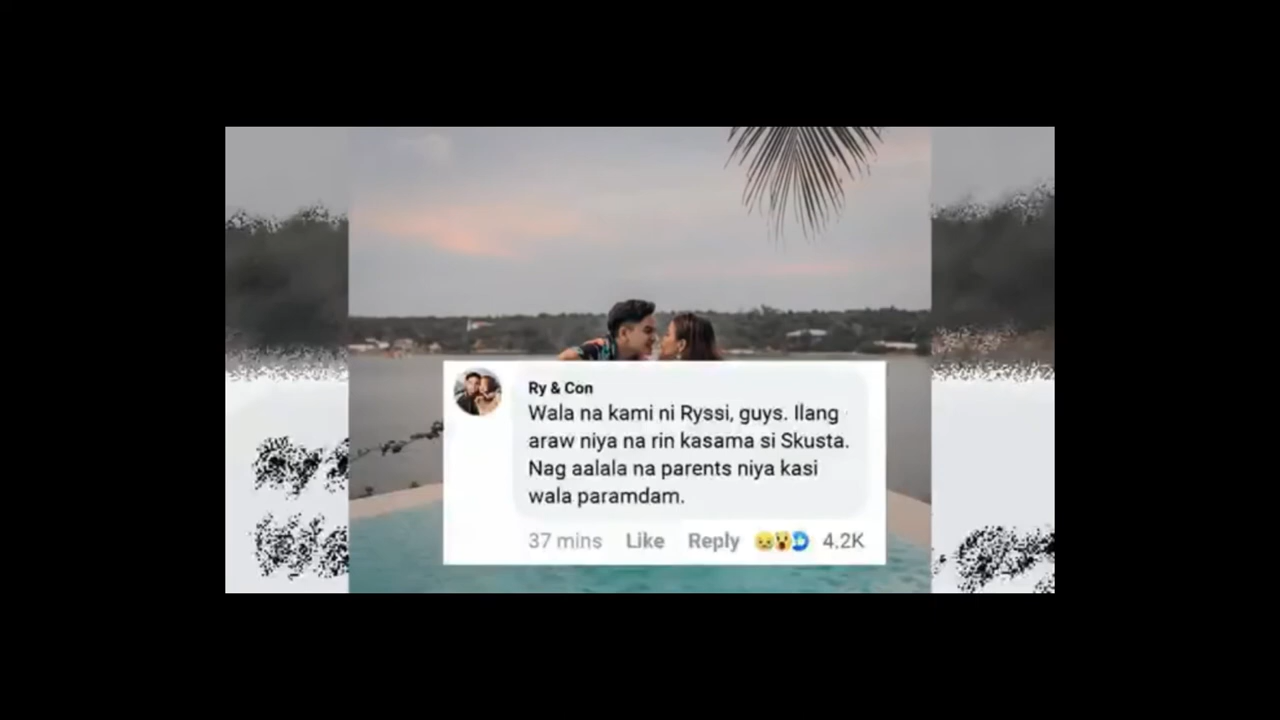 Ry & Con
Wala na kami ni Ryssi, guys. Ilang
araw niya na rin kasama si Skusta.
Nag aalala na parents niya kasi
wala paramdam.
37 mins Like Reply 4.2K